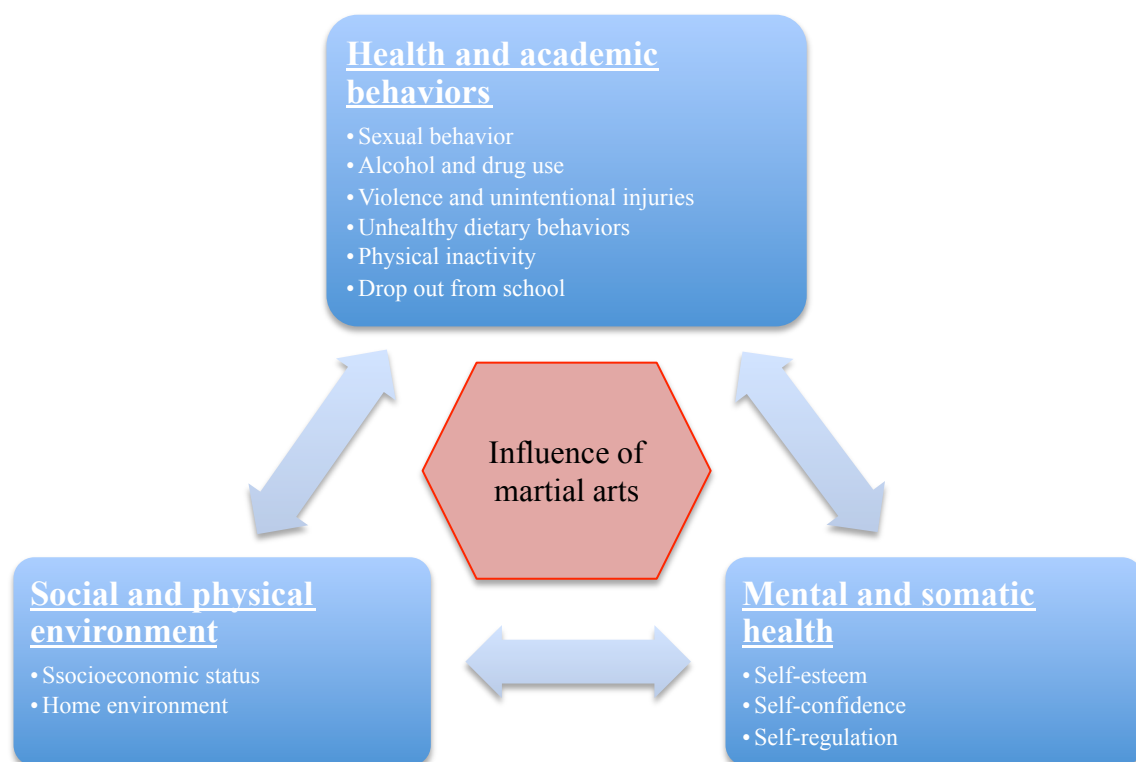 Health and academic
behaviors
• Sexual behavior
• Alcohol and drug use
• Violence and unintentional injuries
• Unhealthy dietary behaviors
• Physical inactivity
• Drop out from school
Influence of
martial arts
Social and physical
environment
• Ssocioeconomic status
• Home environment
Mental and somatic
health
• Self-esteem
• Self-confidence
• Self-regulation